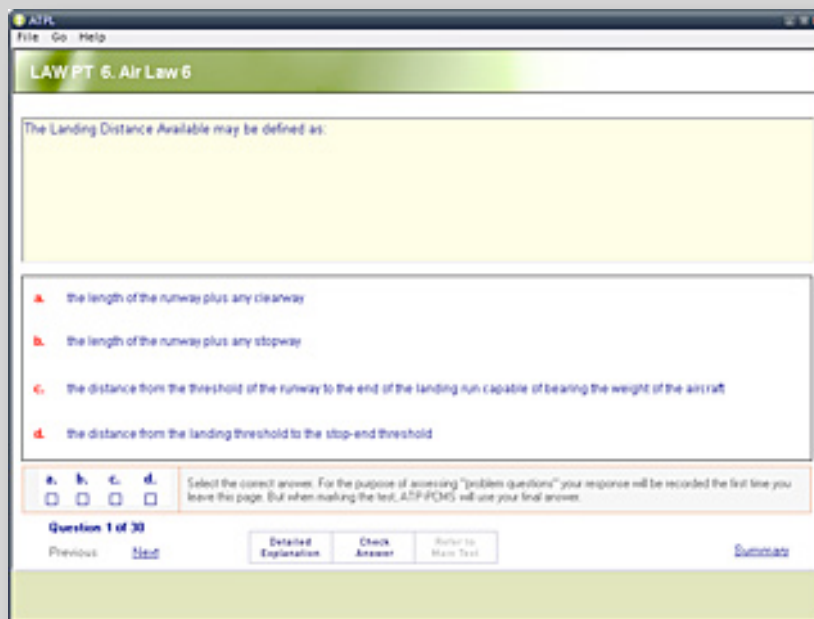 ATPL
File Go Help
LAW PT 6. Air Law 6
The Landing Distance Available may be defined as:
a. the length of the runway plus any clearway
b. the length of the runway plus any stopway
c. the distance from the threshold of the runway to the end of the landing run capable of bearing the weight of the aircraft
d. the distance from the landing threshold to the stop-end threshold
a. b. c. d.
Select the correct answer. For the purpose of assessing "problem questions" your response will be recorded the first time you
leave this page. But when marking the test, ATP-PCMS will use your final answer.
Question 1 of 30
Previous Next
Detailed Explanation
Check Answer
Refer to Main Text
Summary